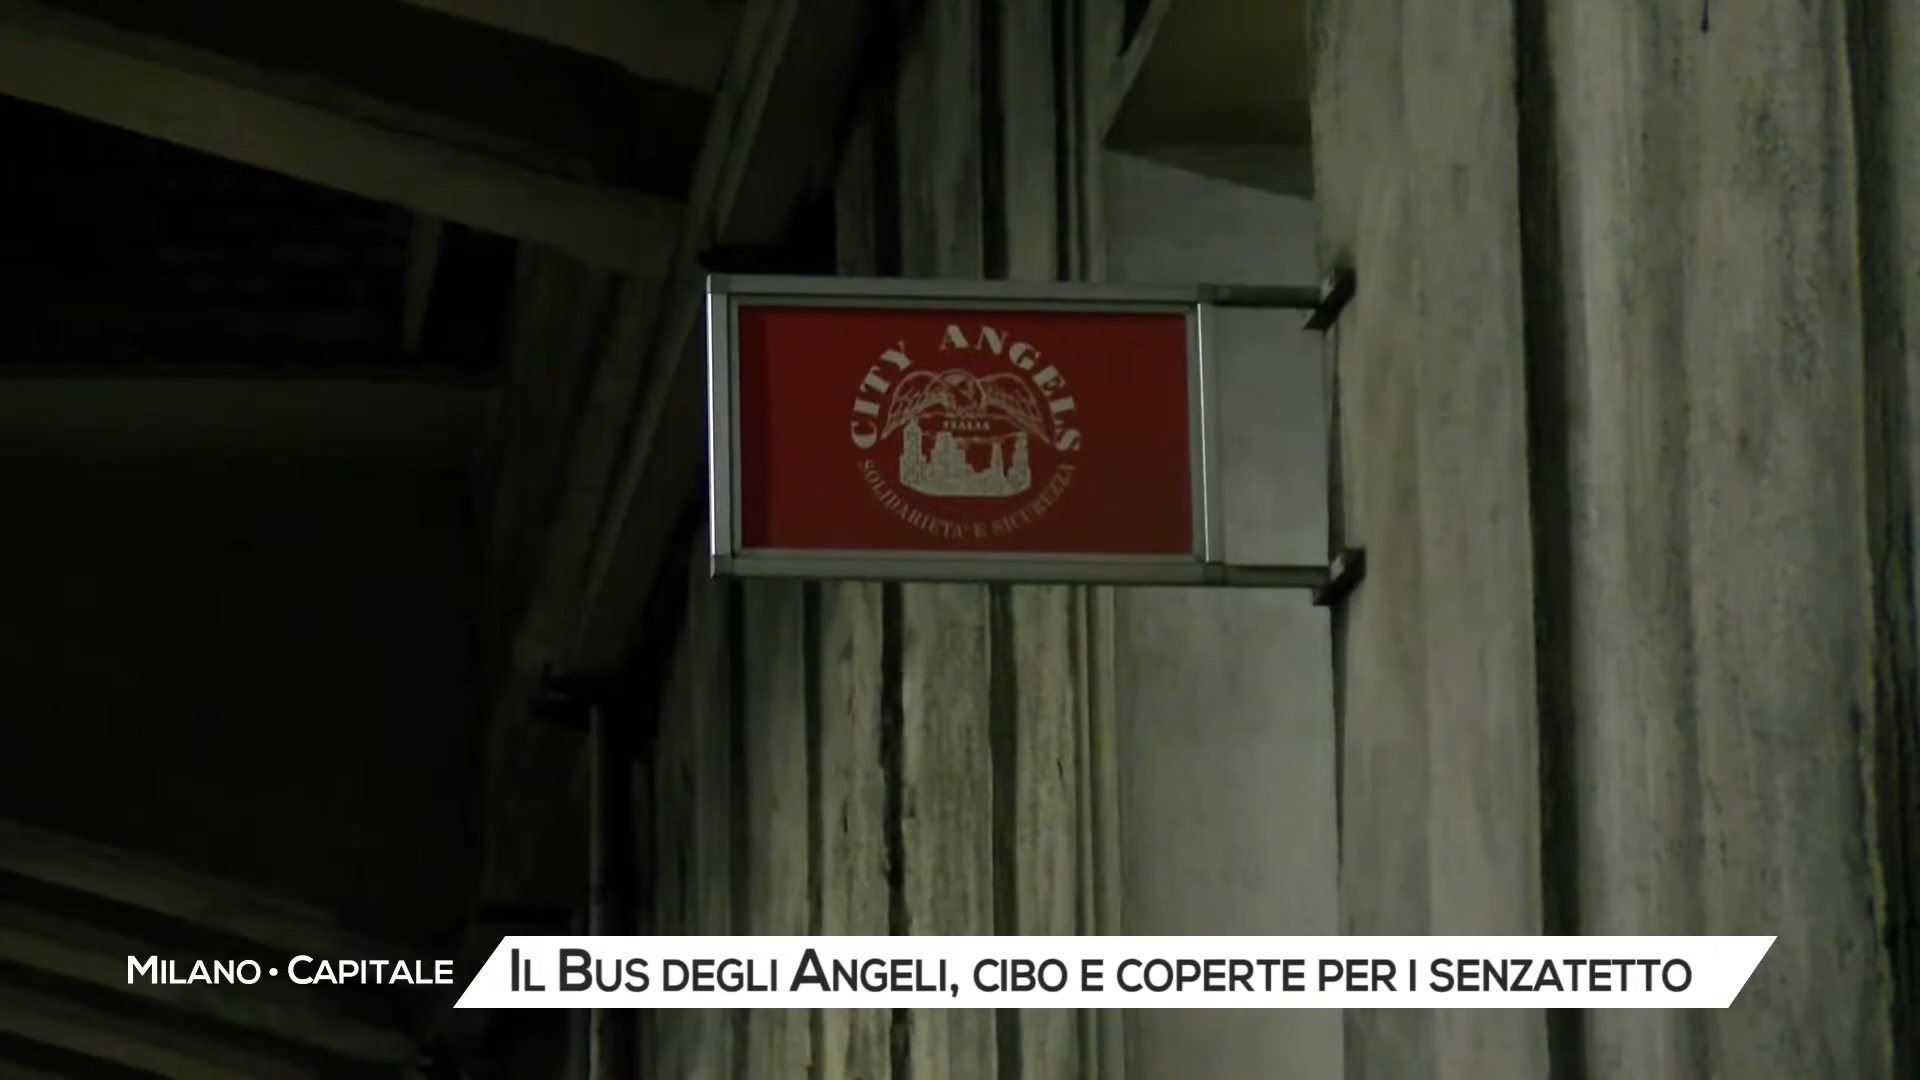 CITY ANGELS
ITALIA
SOLIDARIETA' E SICUREZZA
MILANO • CAPITALE
IL BUS DEGLI ANGELI, CIBO E COPERTE PER I SENZATETTO